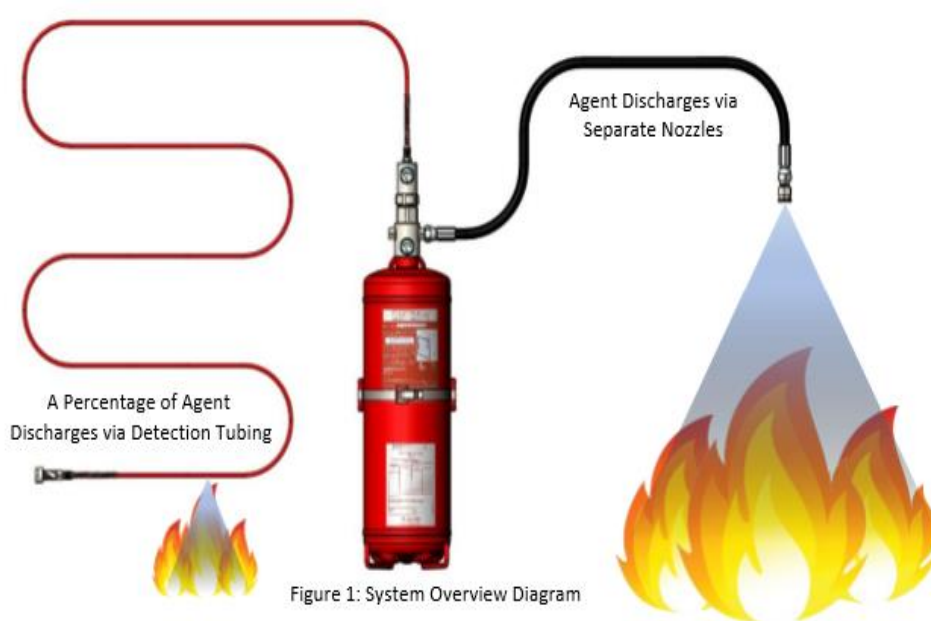 Agent Discharges via
Separate Nozzles
A Percentage of Agent
Discharges via Detection Tubing
Figure 1: System Overview Diagram